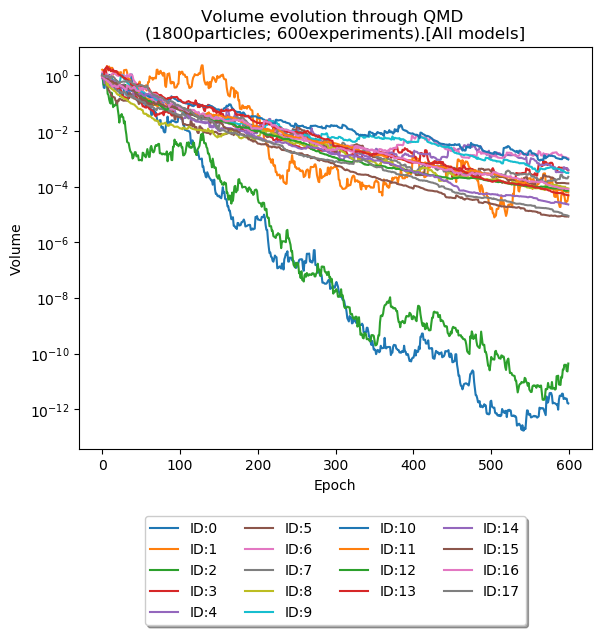 Volume evolution through QMD
(1800particles; 600experiments).[All models]
10^0
10^-2
10^-4
10^-6
10^-8
10^-10
10^-12
Volume
0 100 200 300 400 500 600
Epoch
ID:0 ID:5 ID:10 ID:14
ID:1 ID:6 ID:11 ID:15
ID:2 ID:7 ID:12 ID:16
ID:3 ID:8 ID:13 ID:17
ID:4 ID:9